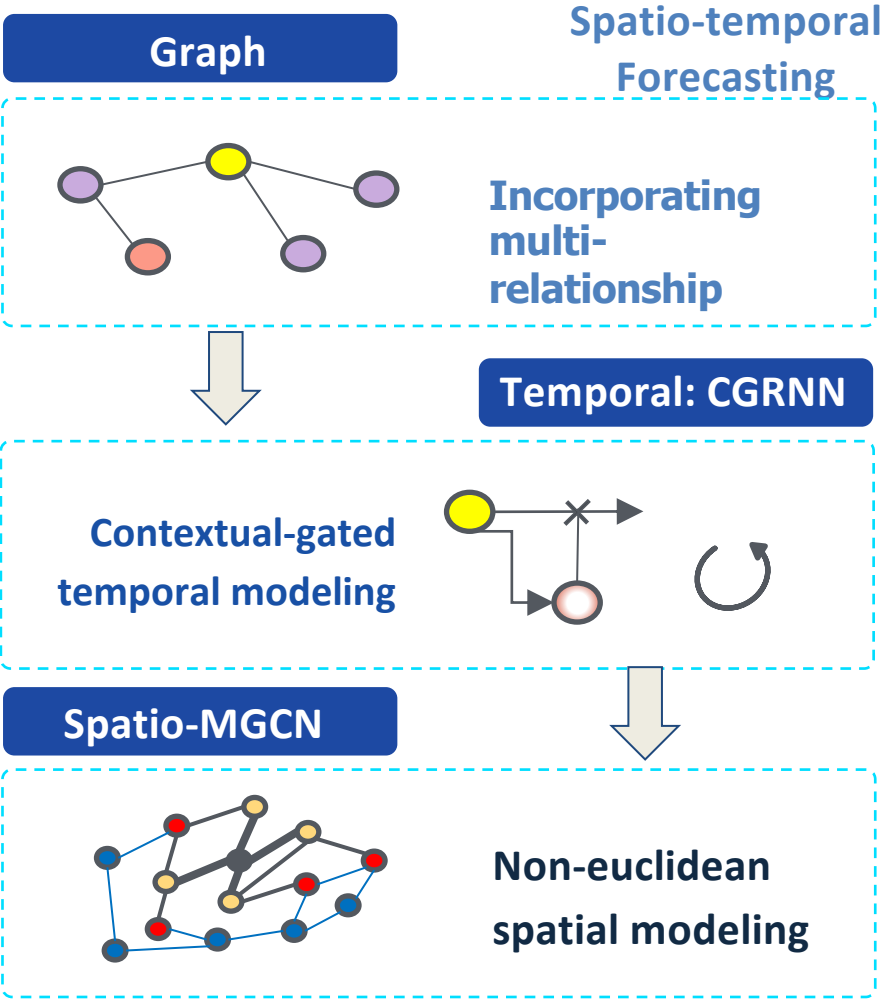 Graph
Spatio-temporal
Forecasting
Incorporating
multi-
relationship
Temporal: CGRNN
Contextual-gated
temporal modeling
Spatio-MGCN
Non-euclidean
spatial modeling